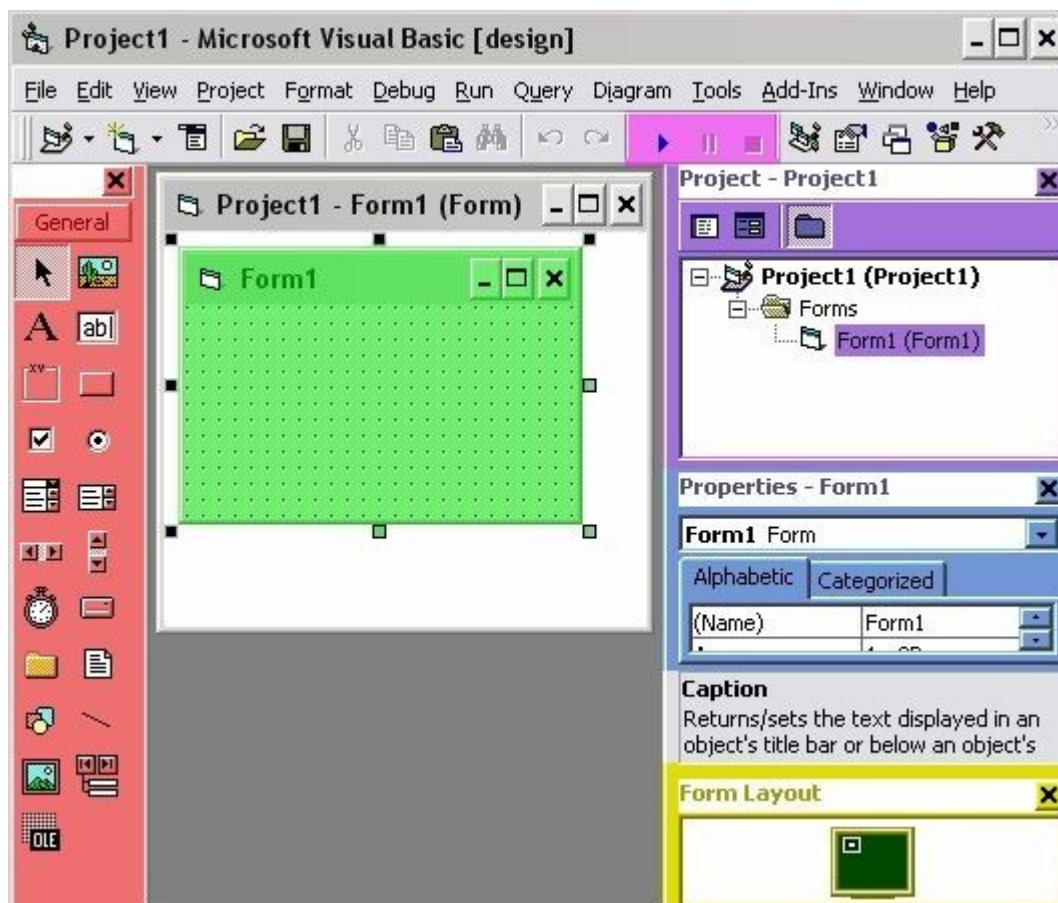 Project1 - Microsoft Visual Basic [design]
File Edit View Project Format Debug Run Query Diagram Tools Add-Ins Window Help
General
A
ab
xy
OLE
Project1 - Form1 (Form)
Form1
Project - Project1
Project1 (Project1)
Forms
Form1 (Form1)
Properties - Form1
Form1 Form
Alphabetic Categorized
(Name) Form1
Caption
Returns/sets the text displayed in an
object's title bar or below an object's
Form Layout